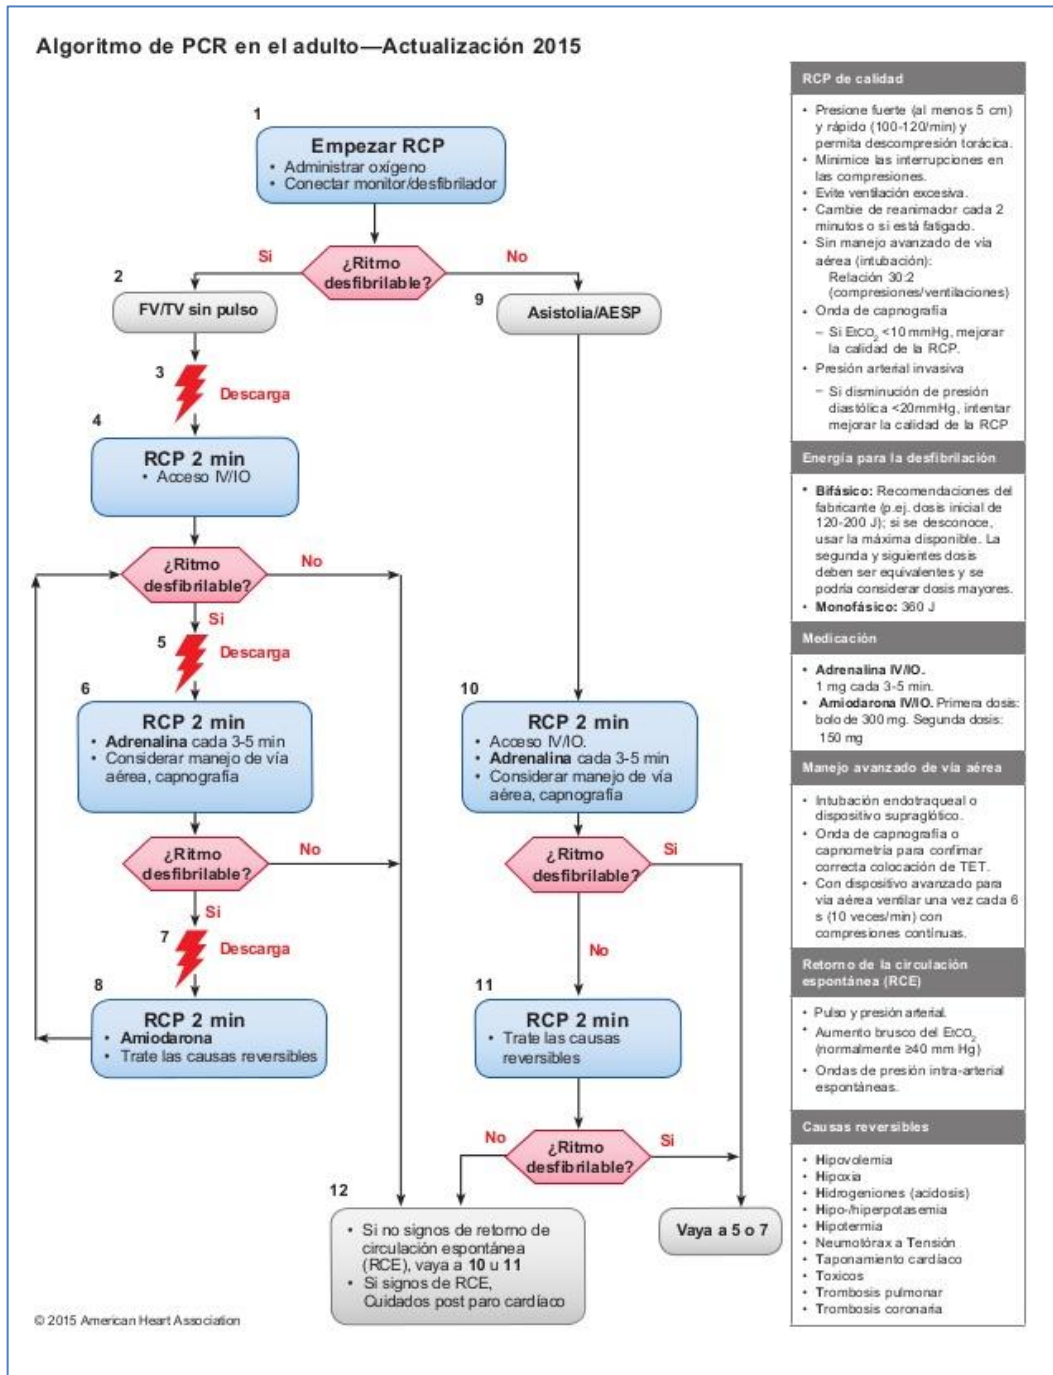 Algoritmo de PCR en el adulto—Actualización 2015
1
Empezar RCP
• Administrar oxígeno
• Conectar monitor/desfibrilador
¿Ritmo
desfibrilable?
Si
No
2
FV/TV sin pulso
9
Asistolia/AESP
3
Descarga
4
RCP 2 min
• Acceso IV/IO
¿Ritmo
desfibrilable?
No
Si
5
Descarga
6
RCP 2 min
• Adrenalina cada 3-5 min
• Considerar manejo de vía
aérea, capnografía
¿Ritmo
desfibrilable?
No
Si
7
Descarga
8
RCP 2 min
• Amiodarona
• Trate las causas reversibles
10
RCP 2 min
• Acceso IV/IO.
• Adrenalina cada 3-5 min
• Considerar manejo de vía
aérea, capnografía
¿Ritmo
desfibrilable?
Si
No
11
RCP 2 min
• Trate las causas
reversibles
¿Ritmo
desfibrilable?
No
Si
12
• Si no signos de retorno de
circulación espontánea
(RCE), vaya a 10 u 11
• Si signos de RCE,
Cuidados post paro cardíaco
Vaya a 5 o 7
© 2015 American Heart Association
RCP de calidad
• Presione fuerte (al menos 5 cm)
y rápido (100-120/min) y
permita descompresión torácica.
• Minimice las interrupciones en
las compresiones.
• Evite ventilación excesiva.
• Cambie de reanimador cada 2
minutos o si está fatigado.
• Sin manejo avanzado de vía
aérea (intubación):
Relación 30:2
(compresiones/ventilaciones)
• Onda de capnografía
– Si EtCO2 <10 mmHg, mejorar
la calidad de la RCP.
• Presión arterial invasiva
– Si disminución de presión
diastólica <20mmHg, intentar
mejorar la calidad de la RCP
Energía para la desfibrilación
• Bifásico: Recomendaciones del
fabricante (p.ej. dosis inicial de
120-200 J); si se desconoce,
usar la máxima disponible. La
segunda y siguientes dosis
deben ser equivalentes y se
podría considerar dosis mayores.
• Monofásico: 360 J
Medicación
• Adrenalina IV/IO.
1 mg cada 3-5 min.
• Amiodarona IV/IO. Primera dosis:
bolo de 300 mg. Segunda dosis:
150 mg
Manejo avanzado de vía aérea
• Intubación endotraqueal o
dispositivo supraglótico.
• Onda de capnografía o
capnometría para confimar
correcta colocación de TET.
• Con dispositivo avanzado para
vía aérea ventilar una vez cada 6
s (10 veces/min) con
compresiones contínuas.
Retorno de la circulación
espontánea (RCE)
• Pulso y presión arterial.
• Aumento brusco del EtCO2
(normalmente ≥40 mm Hg)
• Ondas de presión intra-arterial
espontáneas.
Causas reversibles
• Hipovolemia
• Hipoxia
• Hidrogeniones (acidosis)
• Hipo-/hiperpotasemia
• Hipotermia
• Neumotórax a Tensión
• Taponamiento cardíaco
• Toxicos
• Trombosis pulmonar
• Trombosis coronaria